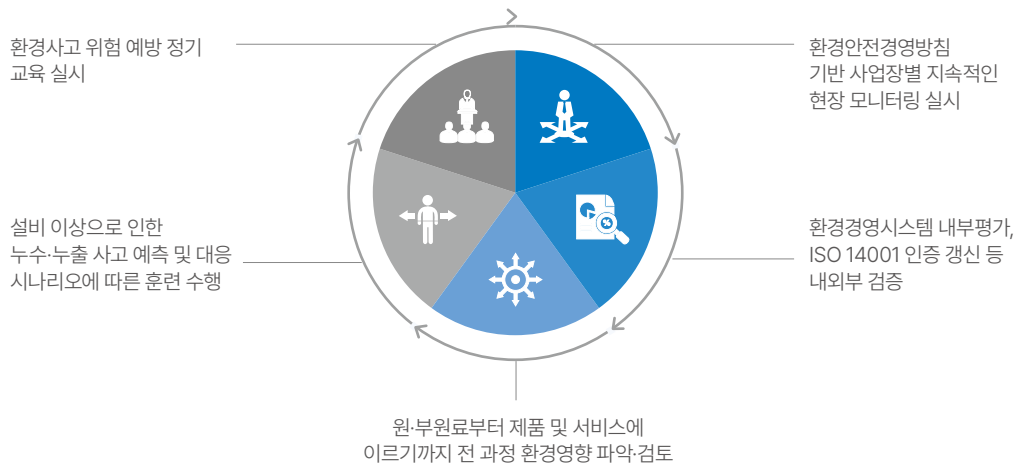 환경사고 위험 예방 정기
교육 실시
환경안전경영방침
기반 사업장별 지속적인
현장 모니터링 실시
설비 이상으로 인한
누수·누출 사고 예측 및 대응
시나리오에 따른 훈련 수행
환경경영시스템 내부평가,
ISO 14001 인증 갱신 등
내외부 검증
원·부원료부터 제품 및 서비스에
이르기까지 전 과정 환경영향 파악·검토